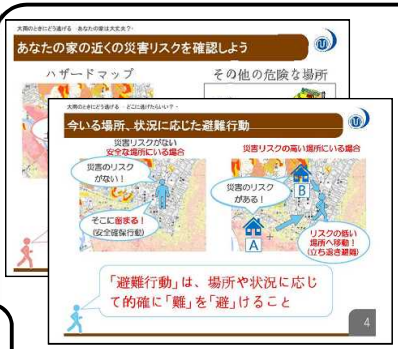 大雨のときにどう逃げる あなたの家は大丈夫？
あなたの家の近くの災害リスクを確認しよう
ハザードマップ
その他の危険な場所
大雨のときにどう逃げる どこに逃げたらいい？
今いる場所、状況に応じた避難行動
災害リスクがない
安全な場所にいる場合
災害のリスク
がない！
そこに留まる！
(安全確保行動)
災害リスクの高い場所にいる場合
災害のリスク
がある！
A
B
リスクの低い
場所へ移動！
(立ち退き避難)
「避難行動」は、場所や状況に応じ
て的確に「難」を「避」けること
4